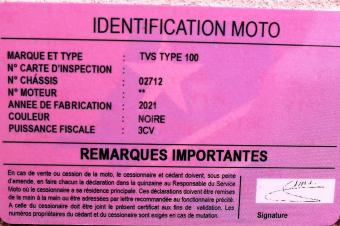 IDENTIFICATION MOTO
MARQUE ET TYPE : TVS TYPE 100
N° CARTE D'INSPECTION :
N° CHÂSSIS : 02712
N° MOTEUR : **
ANNEE DE FABRICATION : 2021
COULEUR : NOIRE
PUISSANCE FISCALE : 3CV
REMARQUES IMPORTANTES
En cas de vente ou cession de la moto, le cessionnaire et cédant doivent, sous peine
d'amende, en faire chacun la déclaration dans la quinzaine au Responsable du Service
Moto où le cessionnaire a sa résidence principale. Ces déclarations doivent être remises
de la main à la main ou être adressées par lettre recommandée au fonctionnaire précité.
A celle du cessionnaire doit être joint le présent certificat aux fins de validation. Les
numéros propriétaires du cédant et du cessionnaire sont exigés en cas de mutation.
Signature